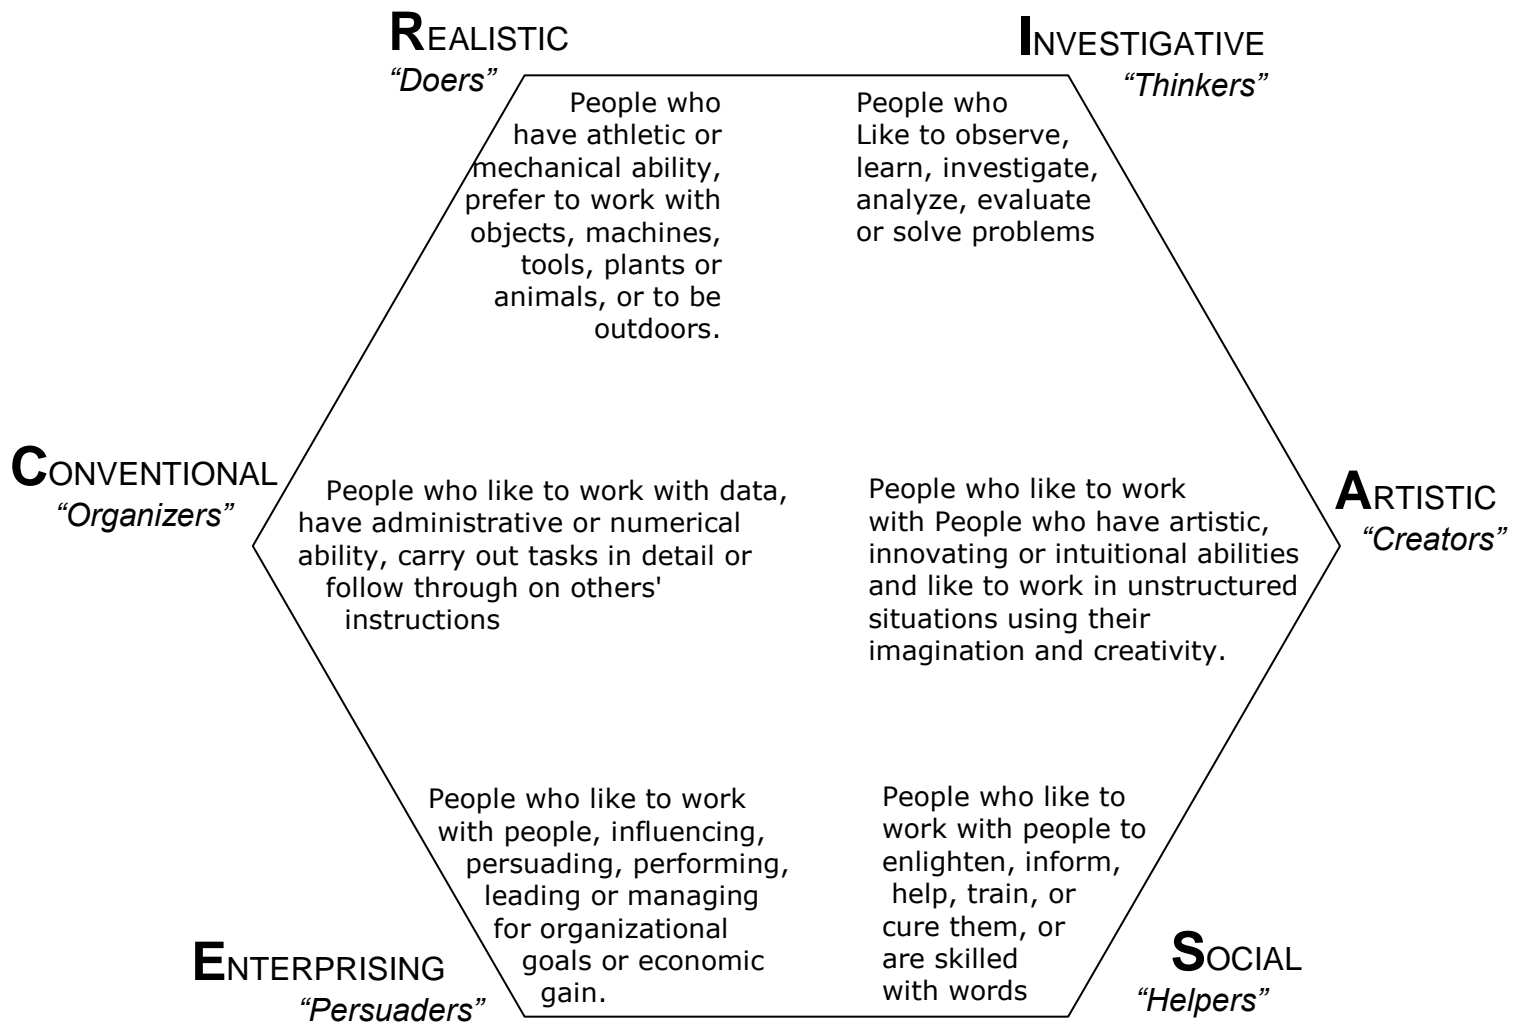 REALISTIC
“Doers”
People who
have athletic or
mechanical ability,
prefer to work with
objects, machines,
tools, plants or
animals, or to be
outdoors.
INVESTIGATIVE
“Thinkers”
People who
Like to observe,
learn, investigate,
analyze, evaluate
or solve problems
CONVENTIONAL
“Organizers”
People who like to work with data,
have administrative or numerical
ability, carry out tasks in detail or
follow through on others'
instructions
People who like to work
with People who have artistic,
innovating or intuitional abilities
and like to work in unstructured
situations using their
imagination and creativity.
ARTISTIC
“Creators”
People who like to work
with people, influencing,
persuading, performing,
leading or managing
for organizational
goals or economic
gain.
ENTERPRISING
“Persuaders”
People who like to
work with people to
enlighten, inform,
help, train, or
cure them, or
are skilled
with words
SOCIAL
“Helpers”